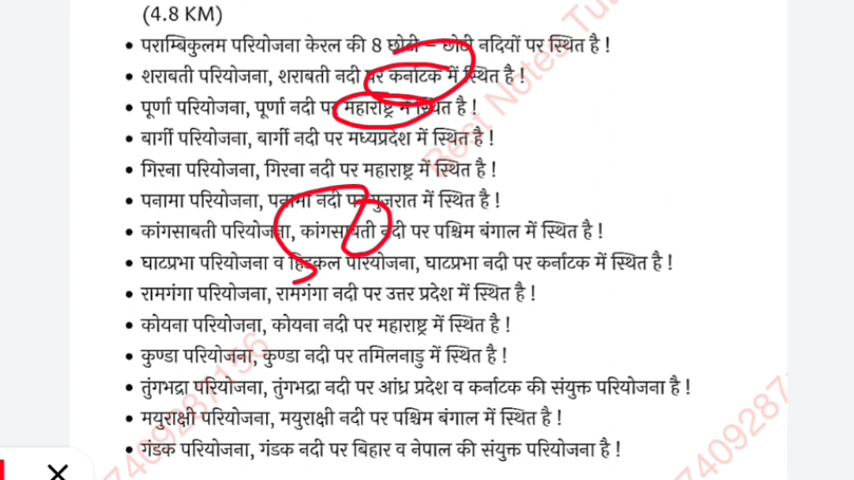 (4.8 KM)
• पराम्बिकुलम परियोजना केरल की 8 छोटी – छोटी नदियों पर स्थित है !
• शराबती परियोजना, शराबती नदी पर कर्नाटक में स्थित है !
• पूर्णा परियोजना, पूर्णा नदी पर महाराष्ट्र में स्थित है !
• बार्गी परियोजना, बार्गी नदी पर मध्यप्रदेश में स्थित है !
• गिरना परियोजना, गिरना नदी पर महाराष्ट्र में स्थित है !
• पनामा परियोजना, पनामा नदी पर गुजरात में स्थित है !
• कांगसाबती परियोजना, कांगसाबती नदी पर पश्चिम बंगाल में स्थित है !
• घाटप्रभा परियोजना व हिडकल परियोजना, घाटप्रभा नदी पर कर्नाटक में स्थित है !
• रामगंगा परियोजना, रामगंगा नदी पर उत्तर प्रदेश में स्थित है !
• कोयना परियोजना, कोयना नदी पर महाराष्ट्र में स्थित है !
• कुण्डा परियोजना, कुण्डा नदी पर तमिलनाडु में स्थित है !
• तुंगभद्रा परियोजना, तुंगभद्रा नदी पर आंध्र प्रदेश व कर्नाटक की संयुक्त परियोजना है !
• मयुराक्षी परियोजना, मयुराक्षी नदी पर पश्चिम बंगाल में स्थित है !
• गंडक परियोजना, गंडक नदी पर बिहार व नेपाल की संयुक्त परियोजना है !
Best Notes
7409287156